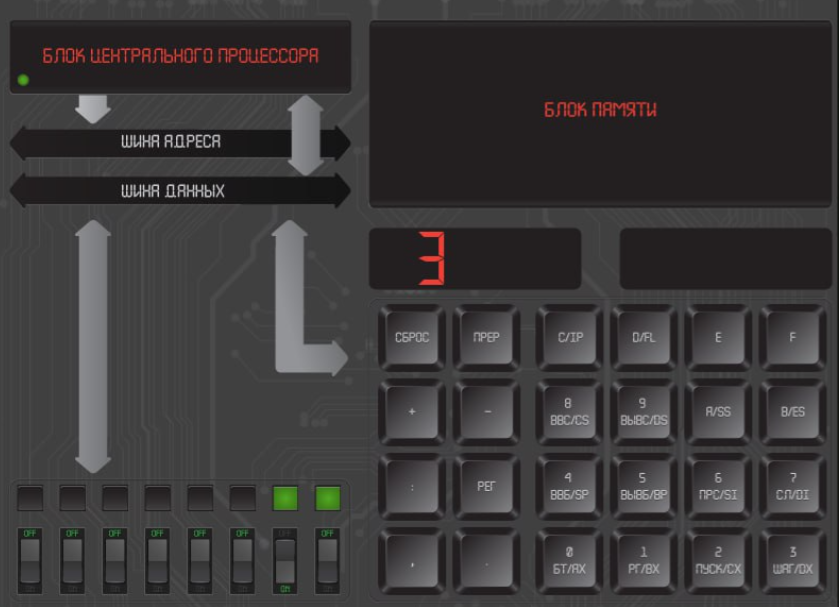 БЛОК ЦЕНТРАЛЬНОГО ПРОЦЕССОРА
БЛОК ПАМЯТИ
ШИНА АДРЕСА
ШИНА ДАННЫХ
3
СБРОС ПРЕР C/IP D/FL E F
+ - 8 ВВС/CS 9 ВЫВС/DS A/SS B/ES
: РЕГ 4 ВВБ/SP 5 ВЫВБ/BP 6 ПРС/SI 7 СЛ/DI
, . 0 БТ/AX 1 РГ/BX 2 ПУСК/CX 3 ШАГ/DX
OFF OFF OFF OFF OFF OFF OFF OFF
ON